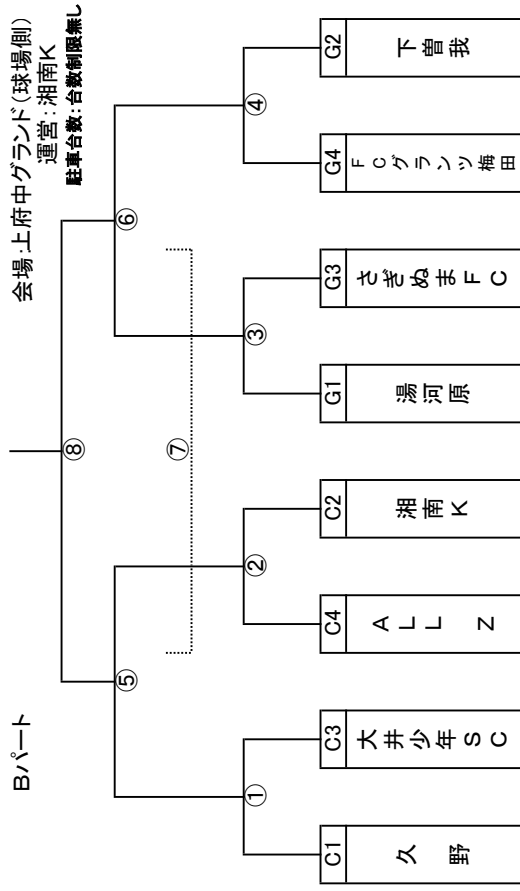 Bパート
会場:上府中グランド(球場側)
運営:湘南K
駐車台数:台数制限無し
⑧
⑤
⑥
⑦
①
②
③
④
C1
C3
C4
C2
G1
G3
G4
G2
久野
大井少年SC
ALL Z
湘南K
湯河原
さぎぬまFC
FCグランツ梅田
下曽我